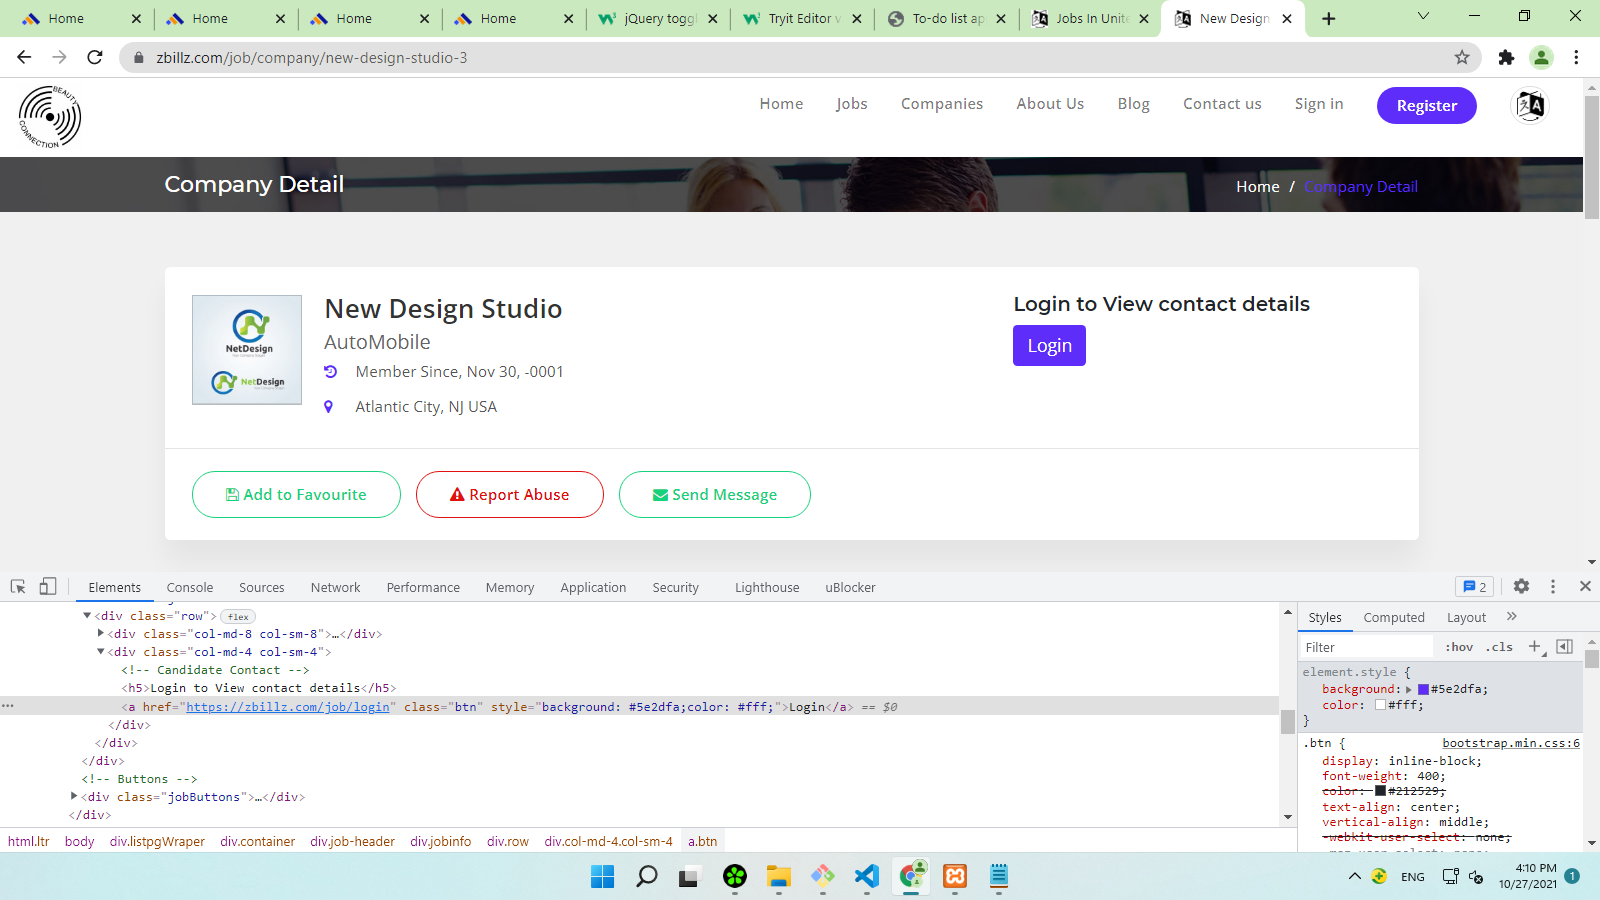 Home
Home
Home
Home
jQuery toggl
Tryit Editor v
To-do list ap
Jobs In Unite
New Design
zbillz.com/job/company/new-design-studio-3
BEAUTY CONNECTION
Home Jobs Companies About Us Blog Contact us Sign in Register
Company Detail
Home / Company Detail
New Design Studio
AutoMobile
Member Since, Nov 30, -0001
Atlantic City, NJ USA
NetDesign
NetDesign
Login to View contact details
Login
Add to Favourite Report Abuse Send Message
Elements Console Sources Network Performance Memory Application Security Lighthouse uBlocker 2
<div class="row"> flex
<div class="col-md-8 col-sm-8">…</div>
<div class="col-md-4 col-sm-4">
<!-- Candidate Contact -->
<h5>Login to View contact details</h5>
<a href="https://zbillz.com/job/login" class="btn" style="background: #5e2dfa;color: #fff;">Login</a> == $0
</div>
</div>
</div>
<!-- Buttons -->
<div class="jobButtons">…</div>
</div>
html.ltr body div.listpgWraper div.container div.job-header div.jobinfo div.row div.col-md-4.col-sm-4 a.btn
Styles Computed Layout
Filter :hov .cls
element.style {
background: #5e2dfa;
color: #fff;
}
.btn { bootstrap.min.css:6
display: inline-block;
font-weight: 400;
color: #212529;
text-align: center;
vertical-align: middle;
-webkit-user-select: none;
ENG
4:10 PM
10/27/2021
1